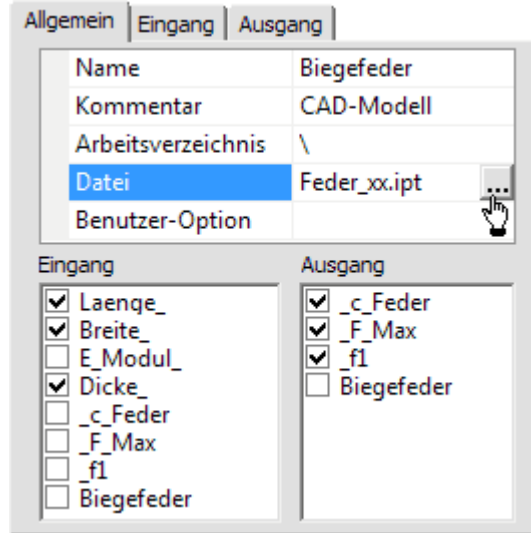 Allgemein Eingang Ausgang
Name Biegefeder
Kommentar CAD-Modell
Arbeitsverzeichnis \
Datei Feder_xx.ipt ...
Benutzer-Option
Eingang Ausgang
Laenge_ _c_Feder
Breite_ _F_Max
E_Modul_ _f1
Dicke_ Biegefeder
_c_Feder
_F_Max
_f1
Biegefeder